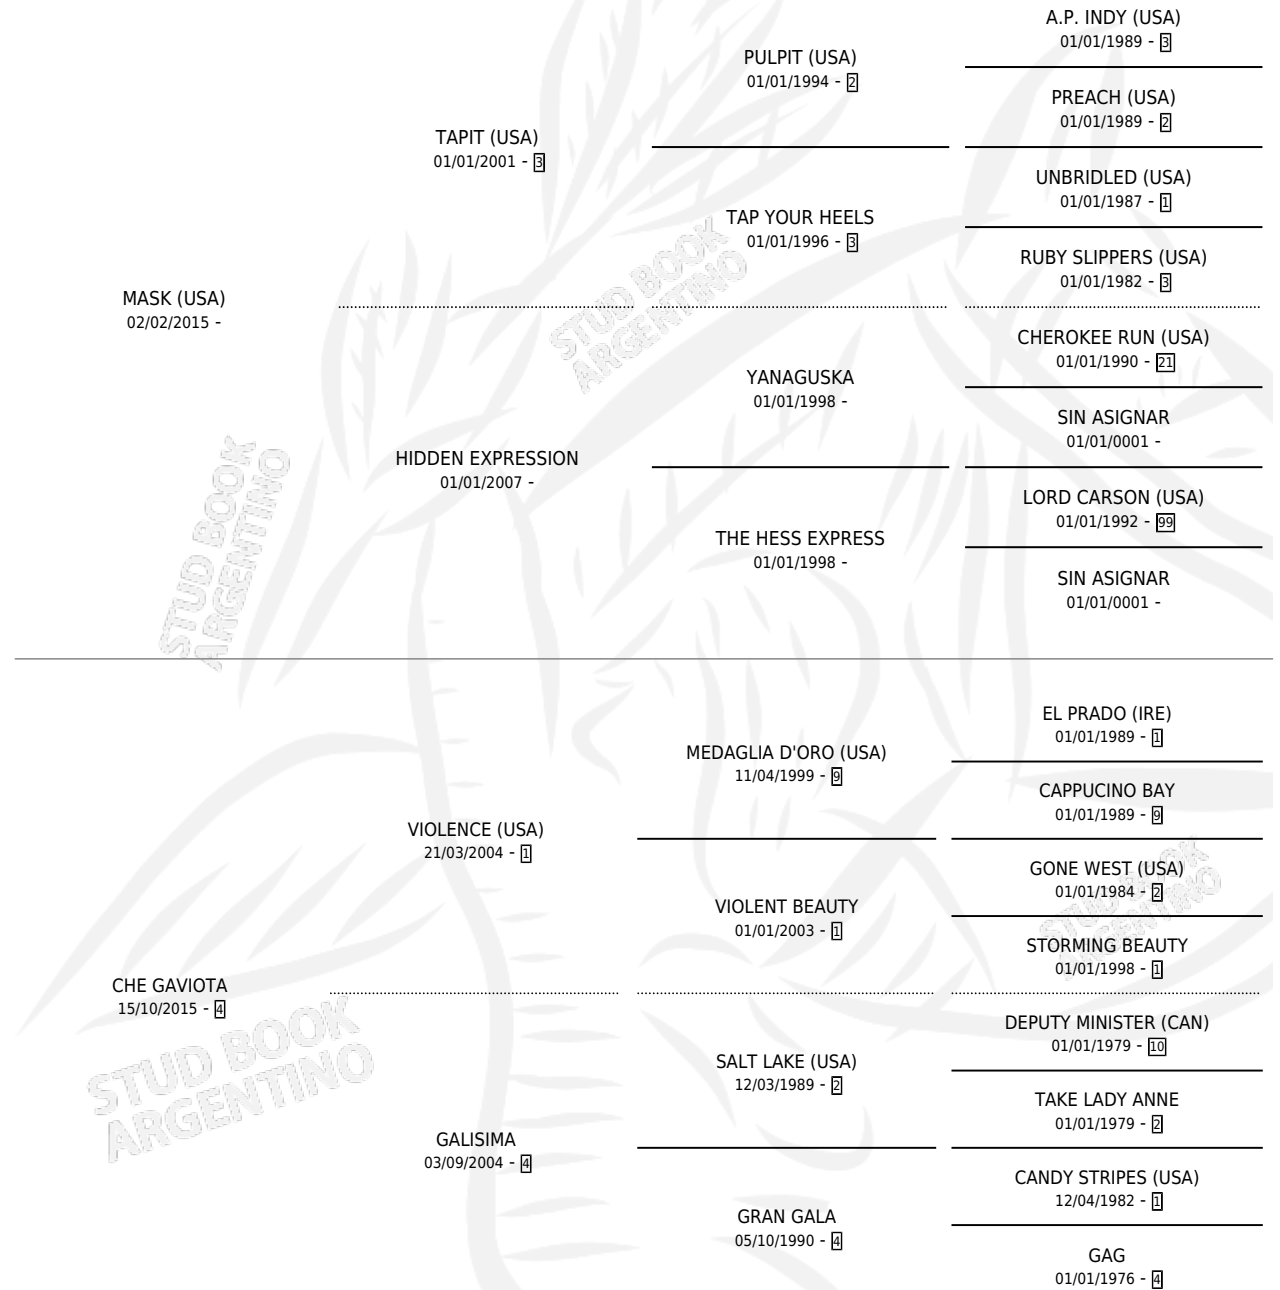 A.P. INDY (USA)
01/01/1989 - 3
PULPIT (USA)
01/01/1994 - 2
PREACH (USA)
01/01/1989 - 2
TAPIT (USA)
01/01/2001 - 3
UNBRIDLED (USA)
01/01/1987 - 1
TAP YOUR HEELS
01/01/1996 - 3
RUBY SLIPPERS (USA)
01/01/1982 - 3
MASK (USA)
02/02/2015 -
CHEROKEE RUN (USA)
01/01/1990 - 21
YANAGUSKA
01/01/1998 -
SIN ASIGNAR
01/01/0001 -
HIDDEN EXPRESSION
01/01/2007 -
LORD CARSON (USA)
01/01/1992 - 99
THE HESS EXPRESS
01/01/1998 -
SIN ASIGNAR
01/01/0001 -
STUD BOOK
ARGENTINO
STUD BOOK
ARGENTINO
EL PRADO (IRE)
01/01/1989 - 1
MEDAGLIA D'ORO (USA)
11/04/1999 - 9
CAPPUCINO BAY
01/01/1989 - 9
VIOLENCE (USA)
21/03/2004 - 1
GONE WEST (USA)
01/01/1984 - 2
VIOLENT BEAUTY
01/01/2003 - 1
STORMING BEAUTY
01/01/1998 - 1
CHE GAVIOTA
15/10/2015 - 4
DEPUTY MINISTER (CAN)
01/01/1979 - 10
SALT LAKE (USA)
12/03/1989 - 2
TAKE LADY ANNE
01/01/1979 - 2
GALISIMA
03/09/2004 - 4
CANDY STRIPES (USA)
12/04/1982 - 1
GRAN GALA
05/10/1990 - 4
GAG
01/01/1976 - 4
STUD BOOK
ARGENTINO
STUD BOOK
ARGENTINO